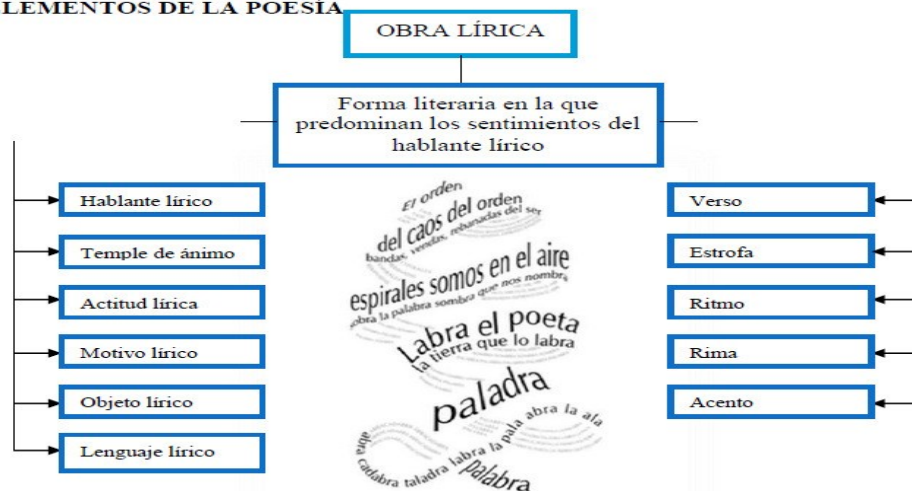 LEMENTOS DE LA POESÍA
OBRA LÍRICA
Forma literaria en la que
predominan los sentimientos del
hablante lírico
Hablante lírico
Temple de ánimo
Actitud lírica
Motivo lírico
Objeto lírico
Lenguaje lírico
El orden
del caos del orden
bandas, vendas, rebanadas del ser
espirales somos en el aire
sobra la palabra sombra que nos nombra
Labra el poeta
la tierra que lo labra
paladra
abra cadabra taladra labra la pala abra la ala
palabra
Verso
Estrofa
Ritmo
Rima
Acento